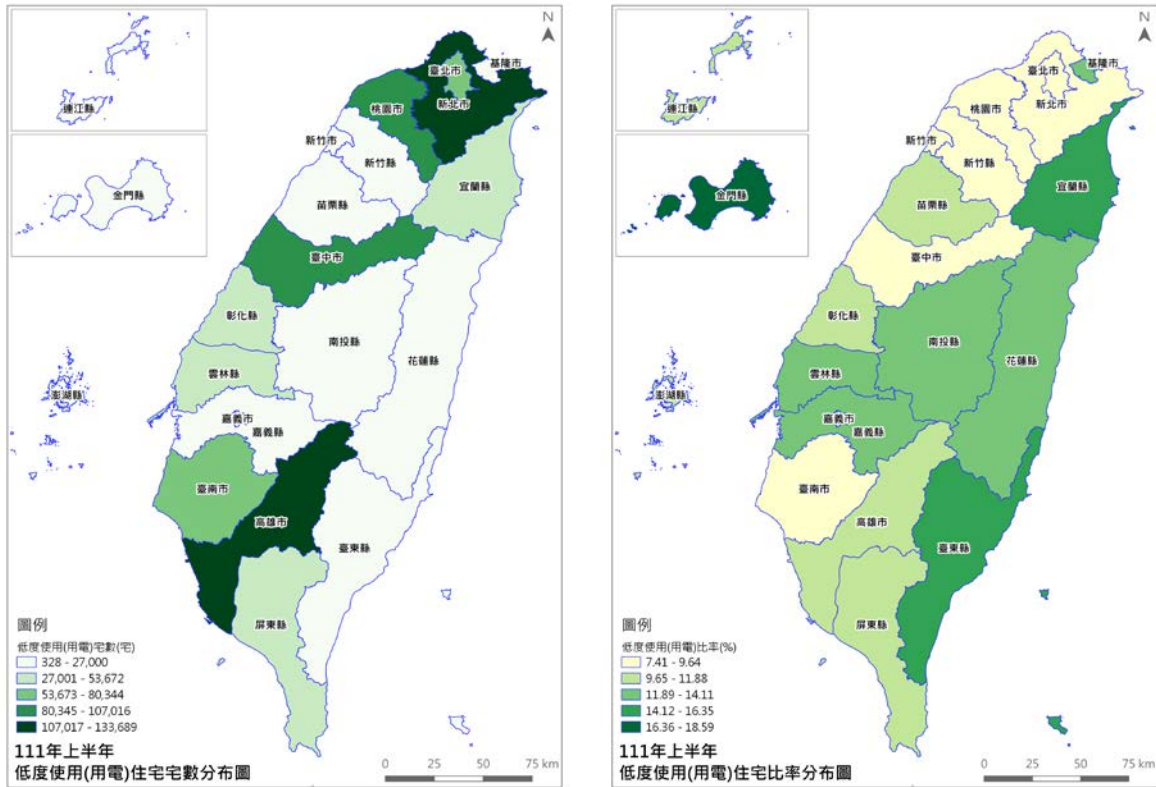 N
連江縣
金門縣
臺北市
基隆市
新北市
桃園市
新竹市
新竹縣
宜蘭縣
苗栗縣
臺中市
彰化縣
南投縣
花蓮縣
雲林縣
澎湖縣
嘉義市
嘉義縣
臺南市
高雄市
臺東縣
屏東縣
圖例
低度使用(用電)宅數(宅)
328 - 27,000
27,001 - 53,672
53,673 - 80,344
80,345 - 107,016
107,017 - 133,689
111年上半年
低度使用(用電)住宅宅數分布圖
0 25 50 75 km
N
連江縣
金門縣
臺北市
基隆市
新北市
桃園市
新竹市
新竹縣
宜蘭縣
苗栗縣
臺中市
彰化縣
南投縣
花蓮縣
雲林縣
澎湖縣
嘉義市
嘉義縣
臺南市
高雄市
臺東縣
屏東縣
圖例
低度使用(用電)比率(%)
7.41 - 9.64
9.65 - 11.88
11.89 - 14.11
14.12 - 16.35
16.36 - 18.59
111年上半年
低度使用(用電)住宅比率分布圖
0 25 50 75 km